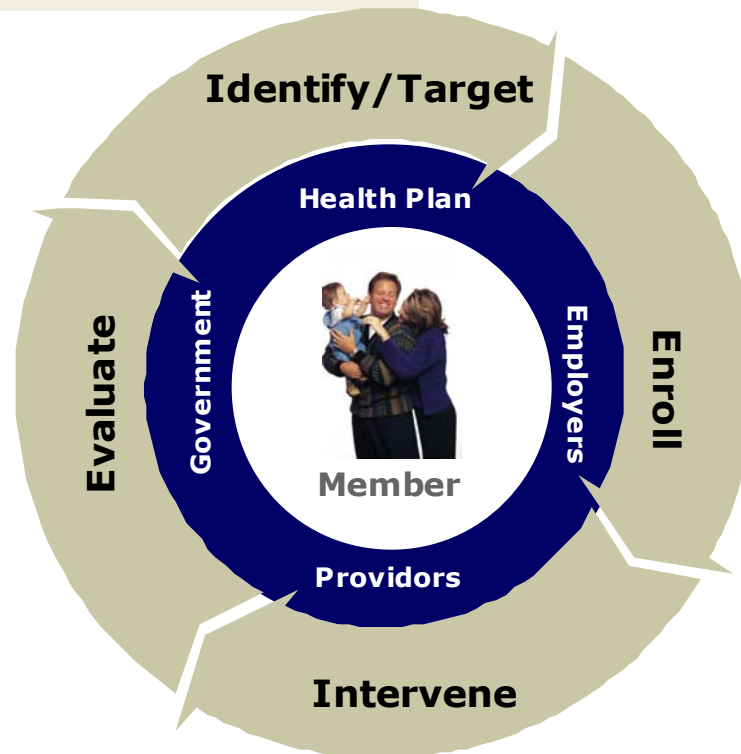 Identify/Target
Health Plan
Government
Employers
Evaluate
Enroll
Member
Providors
Intervene